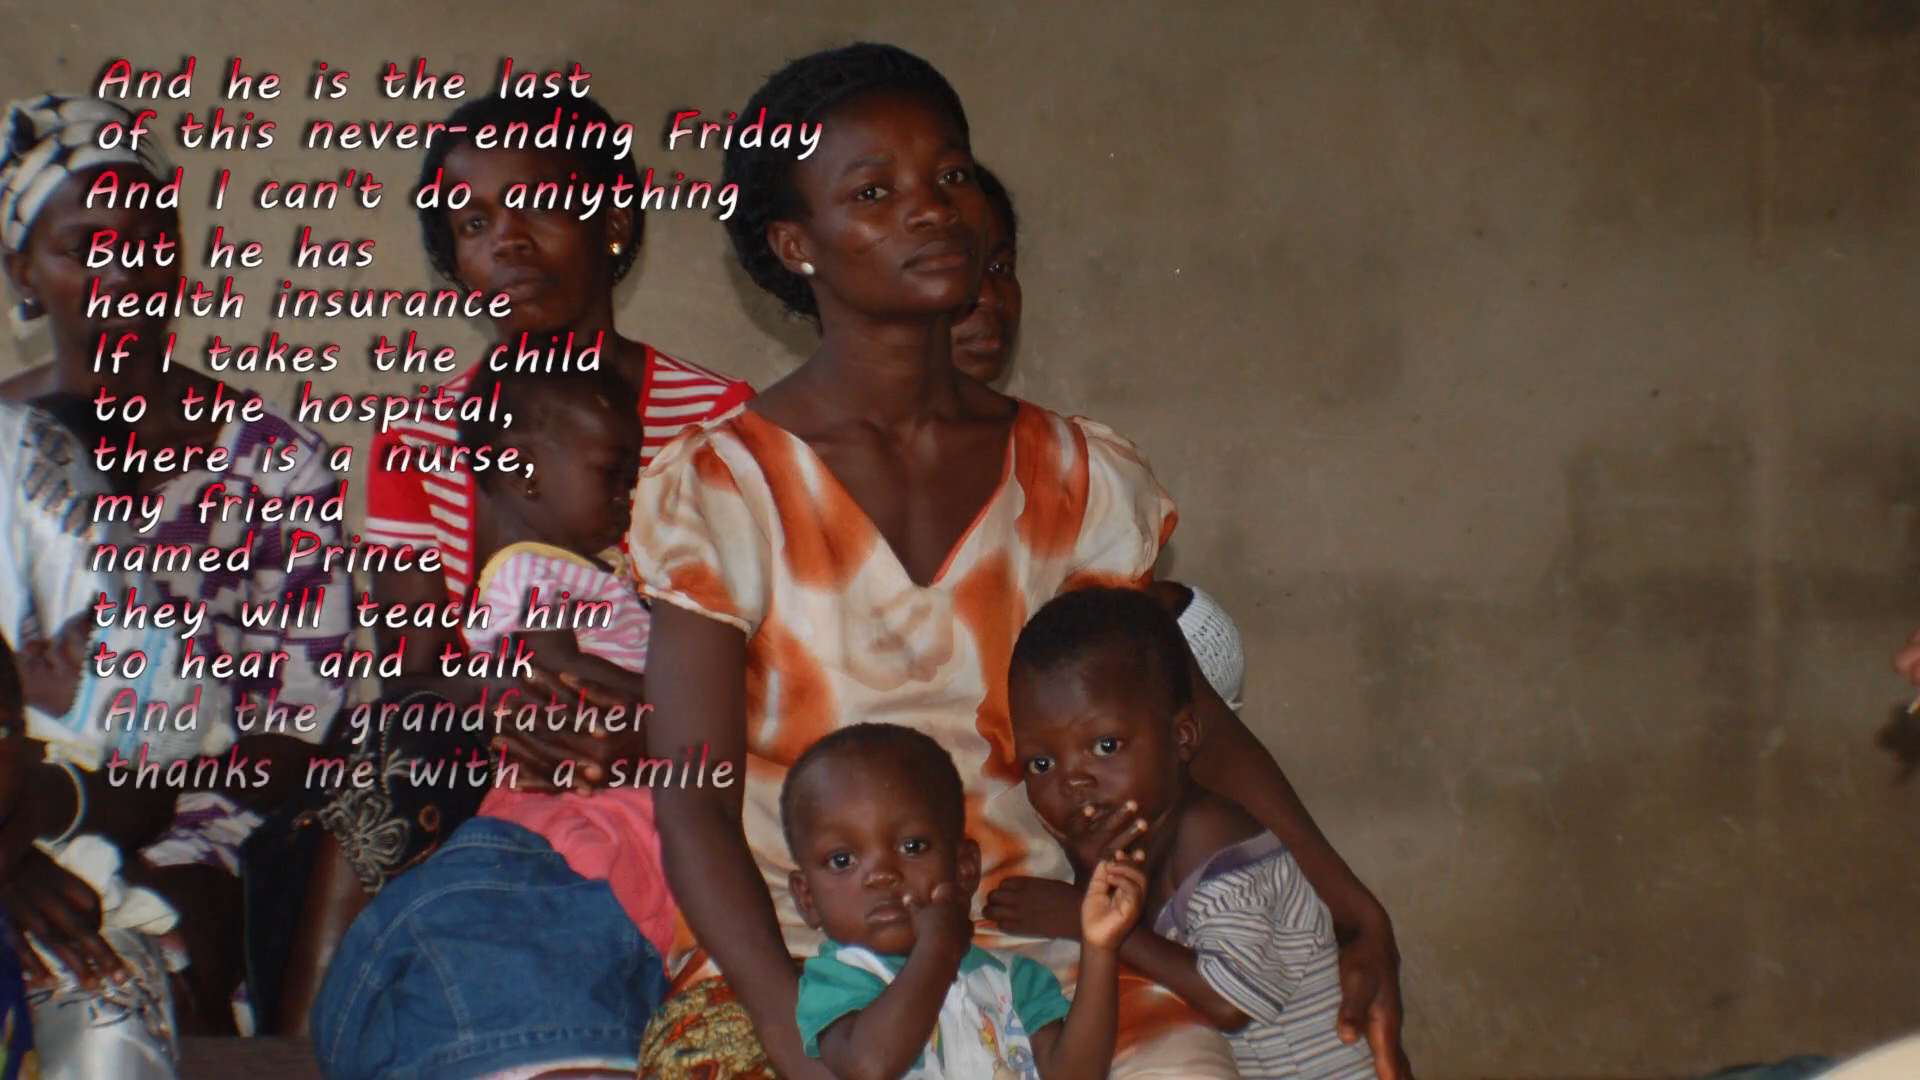 And he is the last
of this never-ending Friday
And I can't do aniything
But he has
health insurance
If I takes the child
to the hospital,
there is a nurse,
my friend
named Prince
they will teach him
to hear and talk
And the grandfather
thanks me with a smile